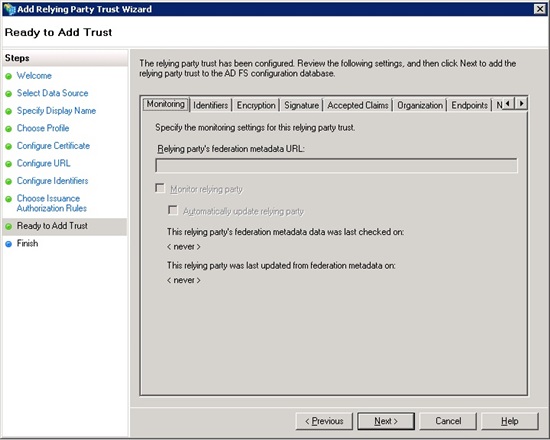 Add Relying Party Trust Wizard
Ready to Add Trust
Steps
Welcome
Select Data Source
Specify Display Name
Choose Profile
Configure Certificate
Configure URL
Configure Identifiers
Choose Issuance
Authorization Rules
Ready to Add Trust
Finish
The relying party trust has been configured. Review the following settings, and then click Next to add the
relying party trust to the AD FS configuration database.
Monitoring Identifiers Encryption Signature Accepted Claims Organization Endpoints N
Specify the monitoring settings for this relying party trust.
Relying party's federation metadata URL:
Monitor relying party
Automatically update relying party
This relying party's federation metadata data was last checked on:
< never >
This relying party was last updated from federation metadata on:
< never >
< Previous Next > Cancel Help